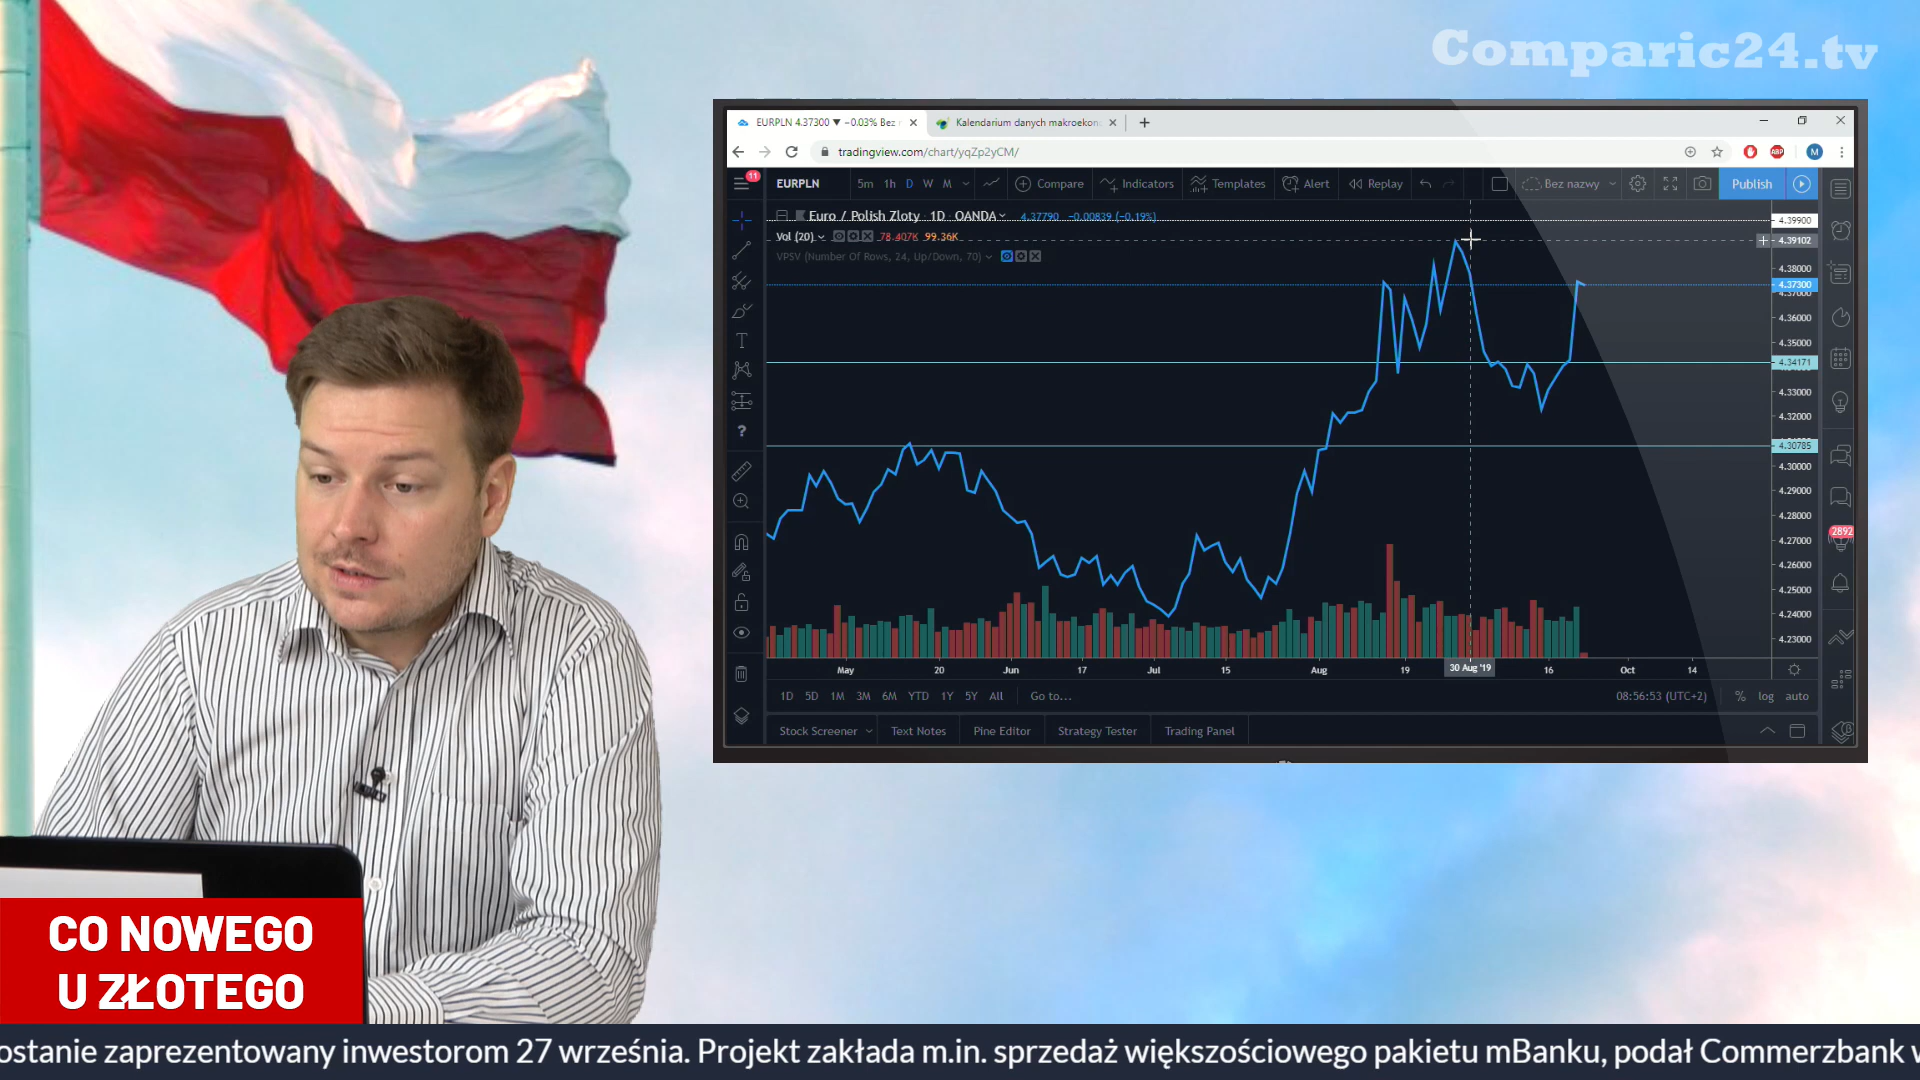 Comparic24.tv
EURPLN 4.37300 ▼ −0.03% Bez n
Kalendarium danych makroekono
tradingview.com/chart/yqZp2yCM/
ABP
M
11
EURPLN
5m 1h D W M
Compare
Indicators
Templates
Alert
Replay
Bez nazwy
Publish
Euro / Polish Zloty 1D OANDA 4.37790 −0.00839 (−0.19%)
Vol (20) 78.407K 99.36K
VPSV (Number Of Rows, 24, Up/Down, 70)
4.39900
4.39102
4.38000
4.37300
4.37000
4.36000
4.35000
4.34171
4.33000
4.32000
4.30785
4.30000
4.29000
4.28000
4.27000
4.26000
4.25000
4.24000
4.23000
2892
May 20 Jun 17 Jul 15 Aug 19 30 Aug '19 16 Oct 14
1D 5D 1M 3M 6M YTD 1Y 5Y All Go to... 08:56:53 (UTC+2) % log auto
Stock Screener Text Notes Pine Editor Strategy Tester Trading Panel
CO NOWEGO
U ZŁOTEGO
ostanie zaprezentowany inwestorom 27 września. Projekt zakłada m.in. sprzedaż większościowego pakietu mBanku, podał Commerzbank w